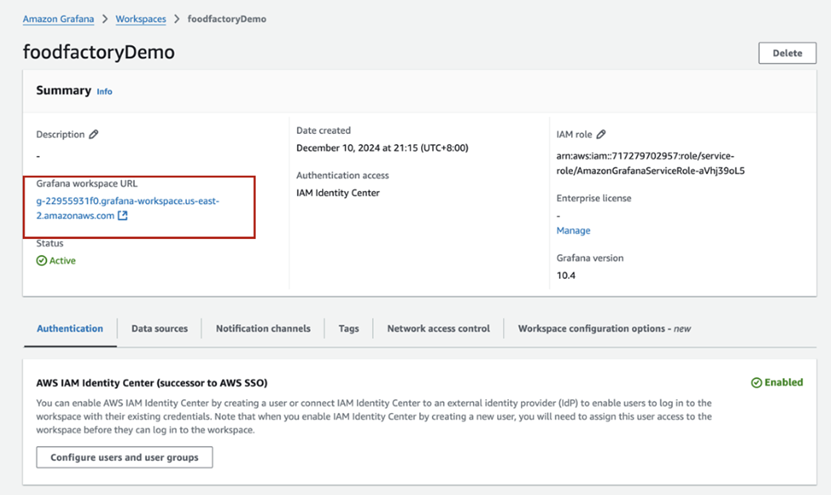 Amazon Grafana > Workspaces > foodfactoryDemo
foodfactoryDemo
Delete
Summary Info
Description
-
Grafana workspace URL
g-22955931f0.grafana-workspace.us-east-
2.amazonaws.com
Status
Active
Date created
December 10, 2024 at 21:15 (UTC+8:00)
Authentication access
IAM Identity Center
IAM role
arn:aws:iam::717279702957:role/service-
role/AmazonGrafanaServiceRole-aVhj39oL5
Enterprise license
-
Manage
Grafana version
10.4
Authentication
Data sources
Notification channels
Tags
Network access control
Workspace configuration options - new
AWS IAM Identity Center (successor to AWS SSO)
Enabled
You can enable AWS IAM Identity Center by creating a user or connect IAM Identity Center to an external identity provider (IdP) to enable users to log in to the
workspace with their existing credentials. Note that when you enable IAM Identity Center by creating a new user, you will need to assign this user access to the
workspace before they can log in to the workspace.
Configure users and user groups